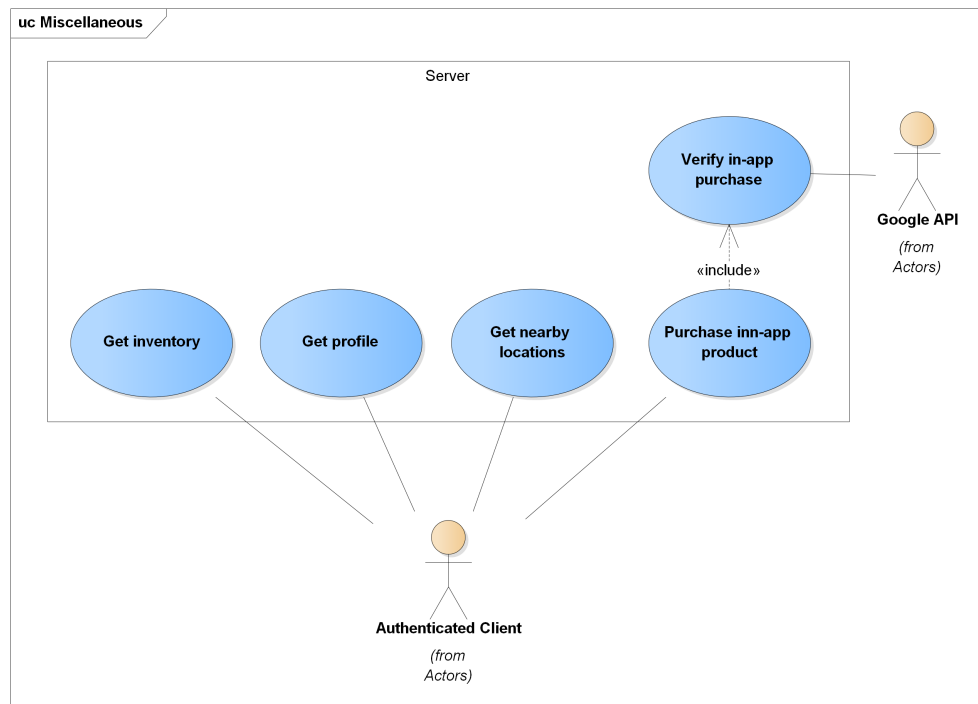 uc Miscellaneous
Server
Verify in-app
purchase
Google API
(from
Actors)
«include»
Get inventory
Get profile
Get nearby
locations
Purchase inn-app
product
Authenticated Client
(from
Actors)